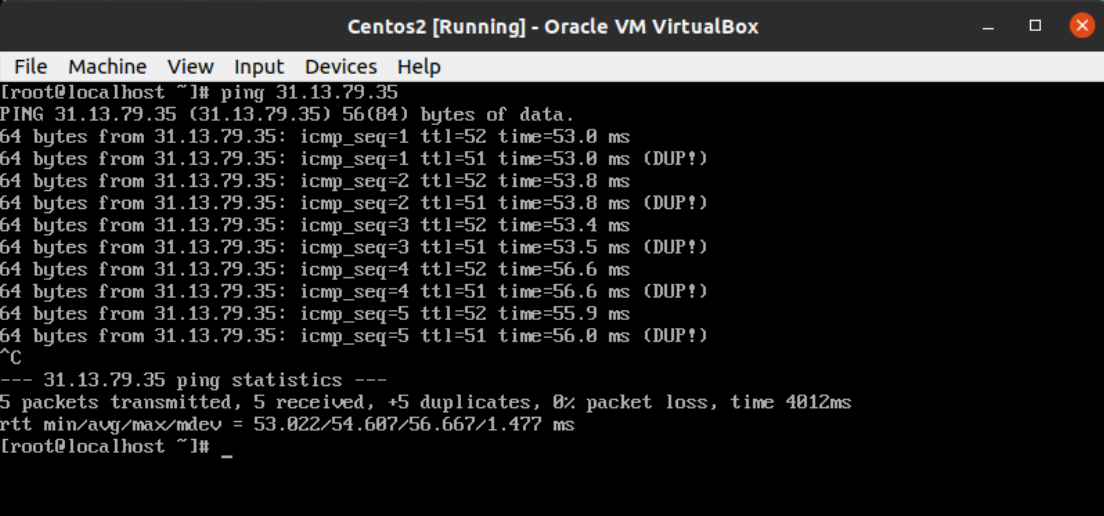 Centos2 [Running] - Oracle VM VirtualBox
File Machine View Input Devices Help
[root@localhost ~]# ping 31.13.79.35
PING 31.13.79.35 (31.13.79.35) 56(84) bytes of data.
64 bytes from 31.13.79.35: icmp_seq=1 ttl=52 time=53.0 ms
64 bytes from 31.13.79.35: icmp_seq=1 ttl=51 time=53.0 ms (DUP!)
64 bytes from 31.13.79.35: icmp_seq=2 ttl=52 time=53.8 ms
64 bytes from 31.13.79.35: icmp_seq=2 ttl=51 time=53.8 ms (DUP!)
64 bytes from 31.13.79.35: icmp_seq=3 ttl=52 time=53.4 ms
64 bytes from 31.13.79.35: icmp_seq=3 ttl=51 time=53.5 ms (DUP!)
64 bytes from 31.13.79.35: icmp_seq=4 ttl=52 time=56.6 ms
64 bytes from 31.13.79.35: icmp_seq=4 ttl=51 time=56.6 ms (DUP!)
64 bytes from 31.13.79.35: icmp_seq=5 ttl=52 time=55.9 ms
64 bytes from 31.13.79.35: icmp_seq=5 ttl=51 time=56.0 ms (DUP!)
^C
--- 31.13.79.35 ping statistics ---
5 packets transmitted, 5 received, +5 duplicates, 0% packet loss, time 4012ms
rtt min/avg/max/mdev = 53.022/54.607/56.667/1.477 ms
[root@localhost ~]# _